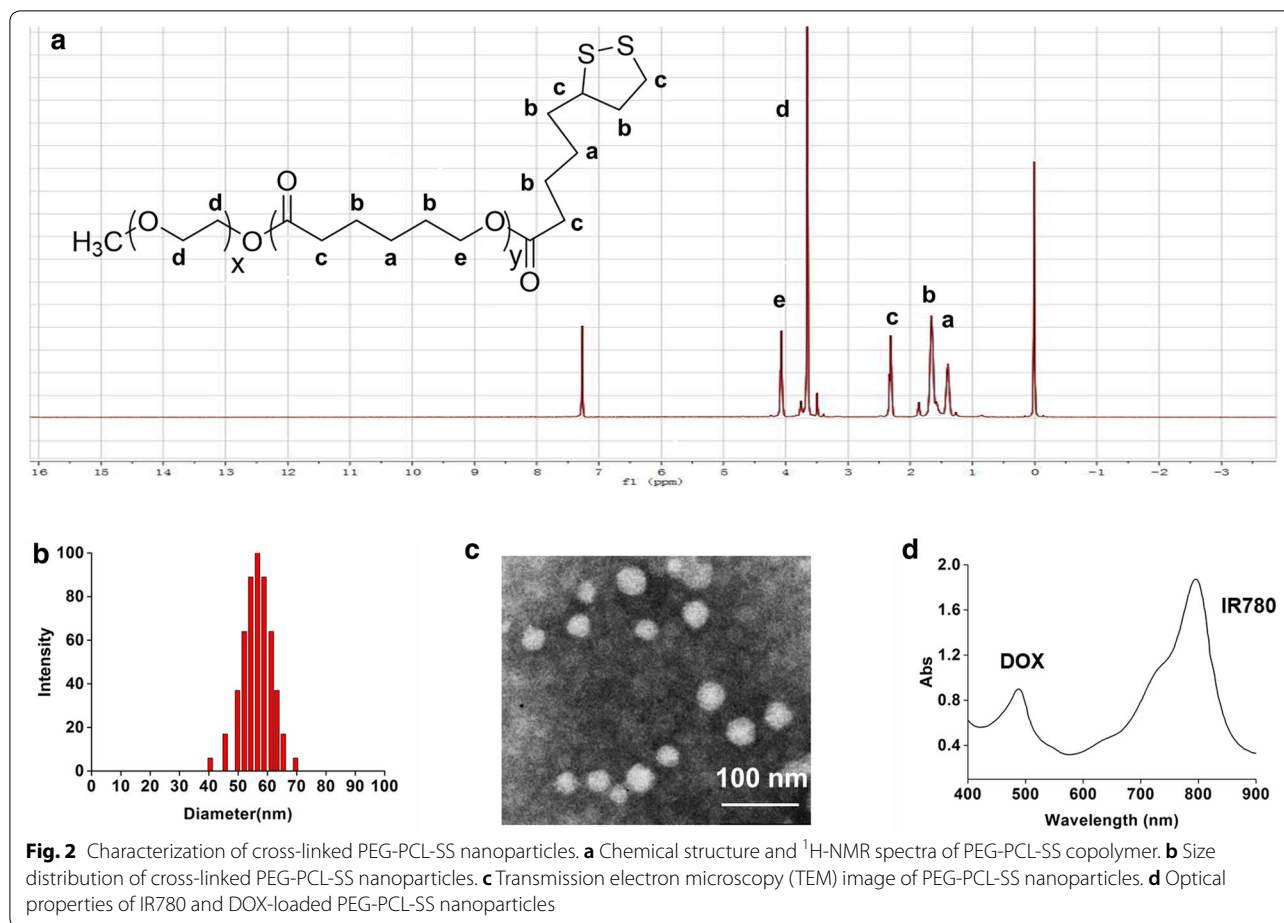 a
S S
c c
b
b
a
b
c
d
e
c
b
a
O
d
b b
H₃C ( O ) O ( O )
d x c a e y O
16 15 14 13 12 11 10 9 8 7 6 5 4 3 2 1 0 -1 -2 -3
f1 (ppm)
b
Intensity
100
80
60
40
20
0
0 10 20 30 40 50 60 70 80 90 100
Diameter(nm)
c
100 nm
d
Abs
2.0
1.6
1.2
0.8
0.4
DOX
IR780
400 500 600 700 800 900
Wavelength (nm)
Fig. 2 Characterization of cross-linked PEG-PCL-SS nanoparticles. a Chemical structure and ¹H-NMR spectra of PEG-PCL-SS copolymer. b Size
distribution of cross-linked PEG-PCL-SS nanoparticles. c Transmission electron microscopy (TEM) image of PEG-PCL-SS nanoparticles. d Optical
properties of IR780 and DOX-loaded PEG-PCL-SS nanoparticles